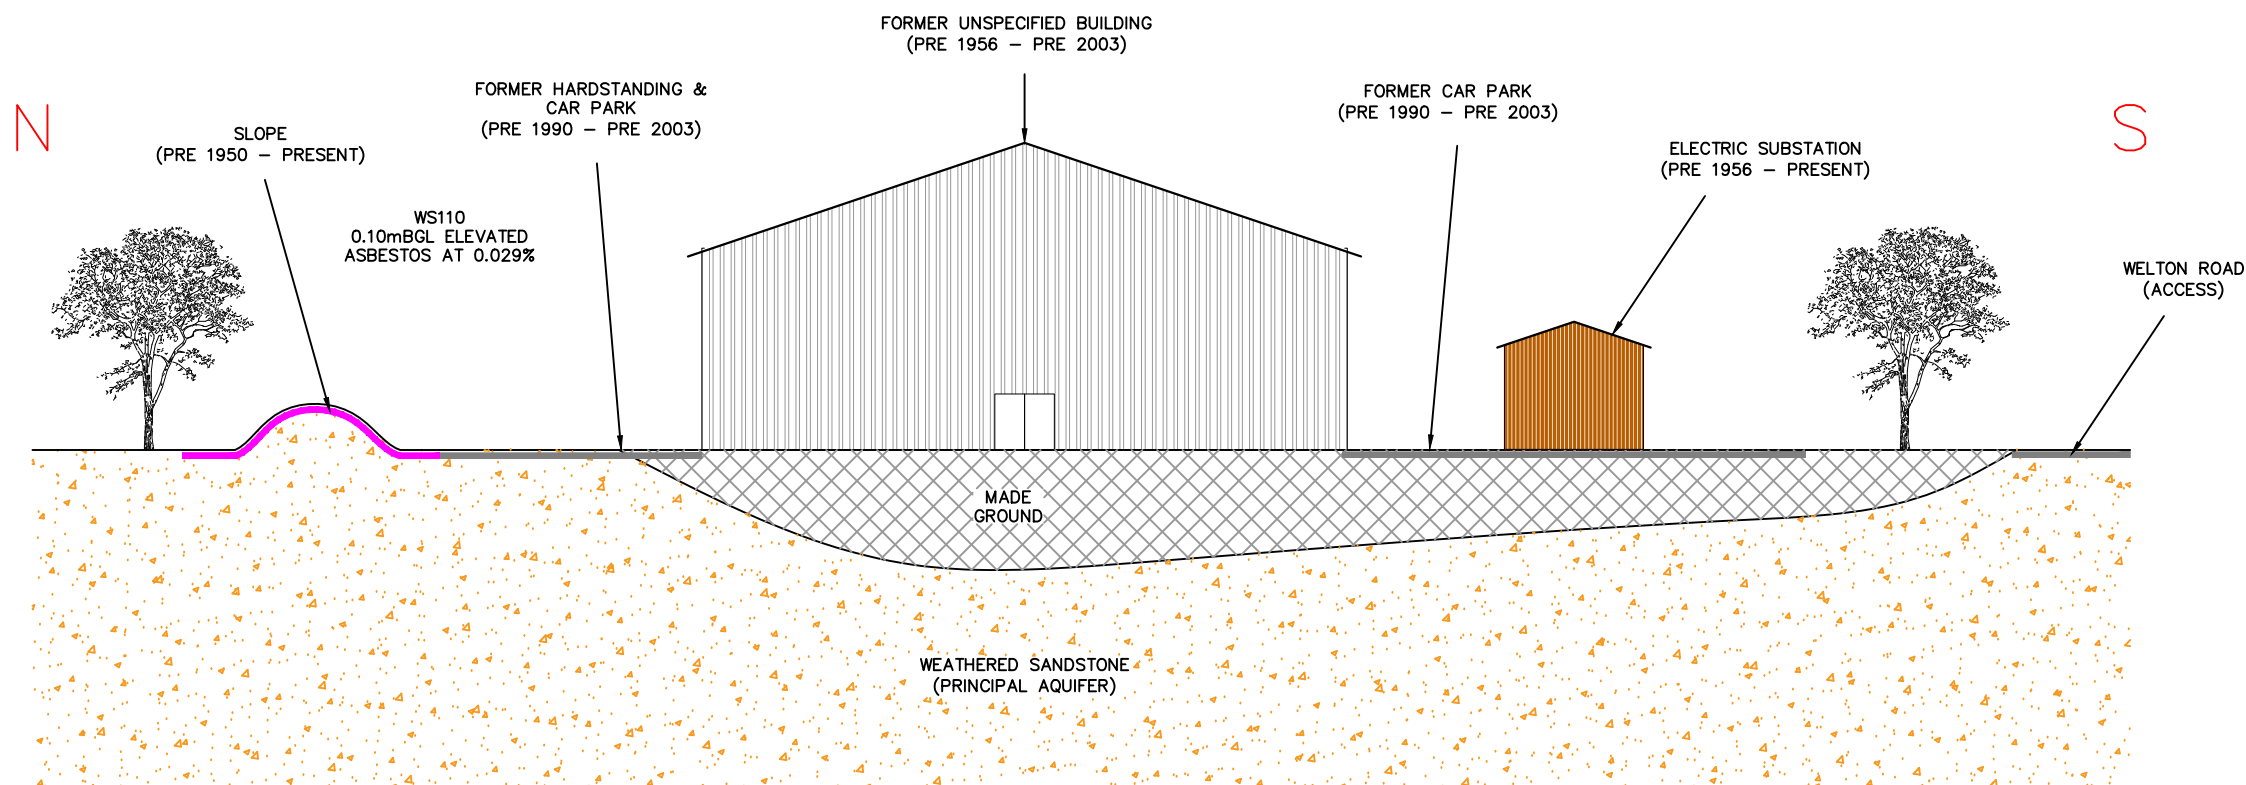 N
SLOPE
(PRE 1950 – PRESENT)
WS110
0.10mBGL ELEVATED
ASBESTOS AT 0.029%
FORMER HARDSTANDING &
CAR PARK
(PRE 1990 – PRE 2003)
FORMER UNSPECIFIED BUILDING
(PRE 1956 – PRE 2003)
FORMER CAR PARK
(PRE 1990 – PRE 2003)
ELECTRIC SUBSTATION
(PRE 1956 – PRESENT)
S
WELTON ROAD
(ACCESS)
MADE
GROUND
WEATHERED SANDSTONE
(PRINCIPAL AQUIFER)